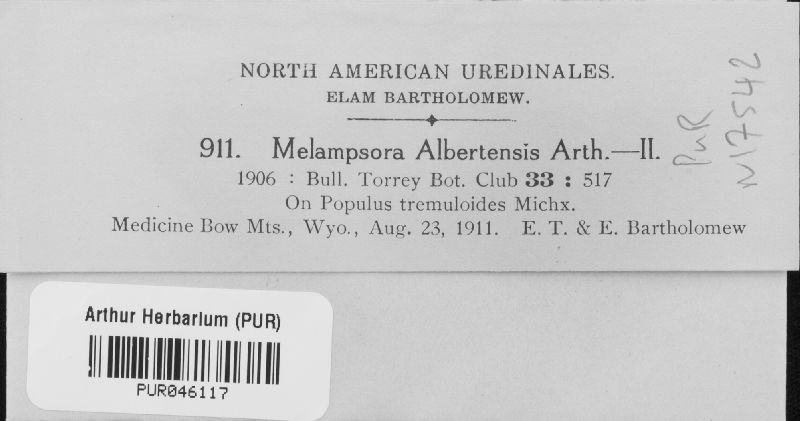 NORTH AMERICAN UREDINALES.
ELAM BARTHOLOMEW.
911. Melampsora Albertensis Arth.—II.
1906 : Bull. Torrey Bot. Club 33 : 517
On Populus tremuloides Michx.
Medicine Bow Mts., Wyo., Aug. 23, 1911. E. T. & E. Bartholomew
PUR
N17542
Arthur Herbarium (PUR)
PUR046117